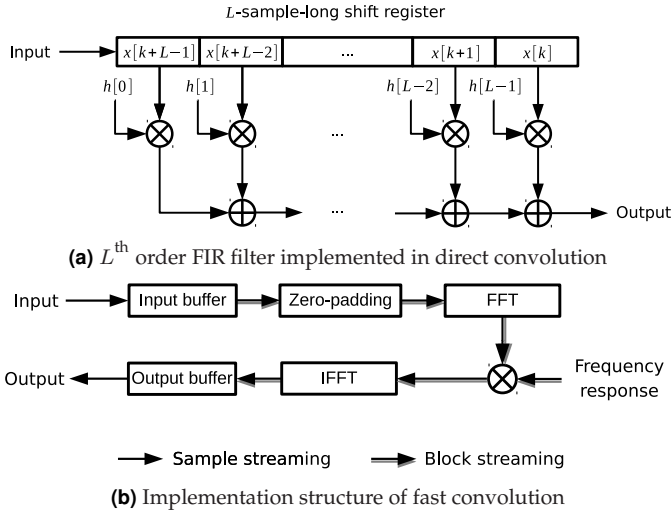 L-sample-long shift register
Input x[k+L−1] x[k+L−2] ... x[k+1] x[k]
h[0] h[1] h[L−2] h[L−1]
...
... Output
(a) L^th order FIR filter implemented in direct convolution
Input Input buffer Zero-padding FFT
Output Output buffer IFFT Frequency response
Sample streaming Block streaming
(b) Implementation structure of fast convolution